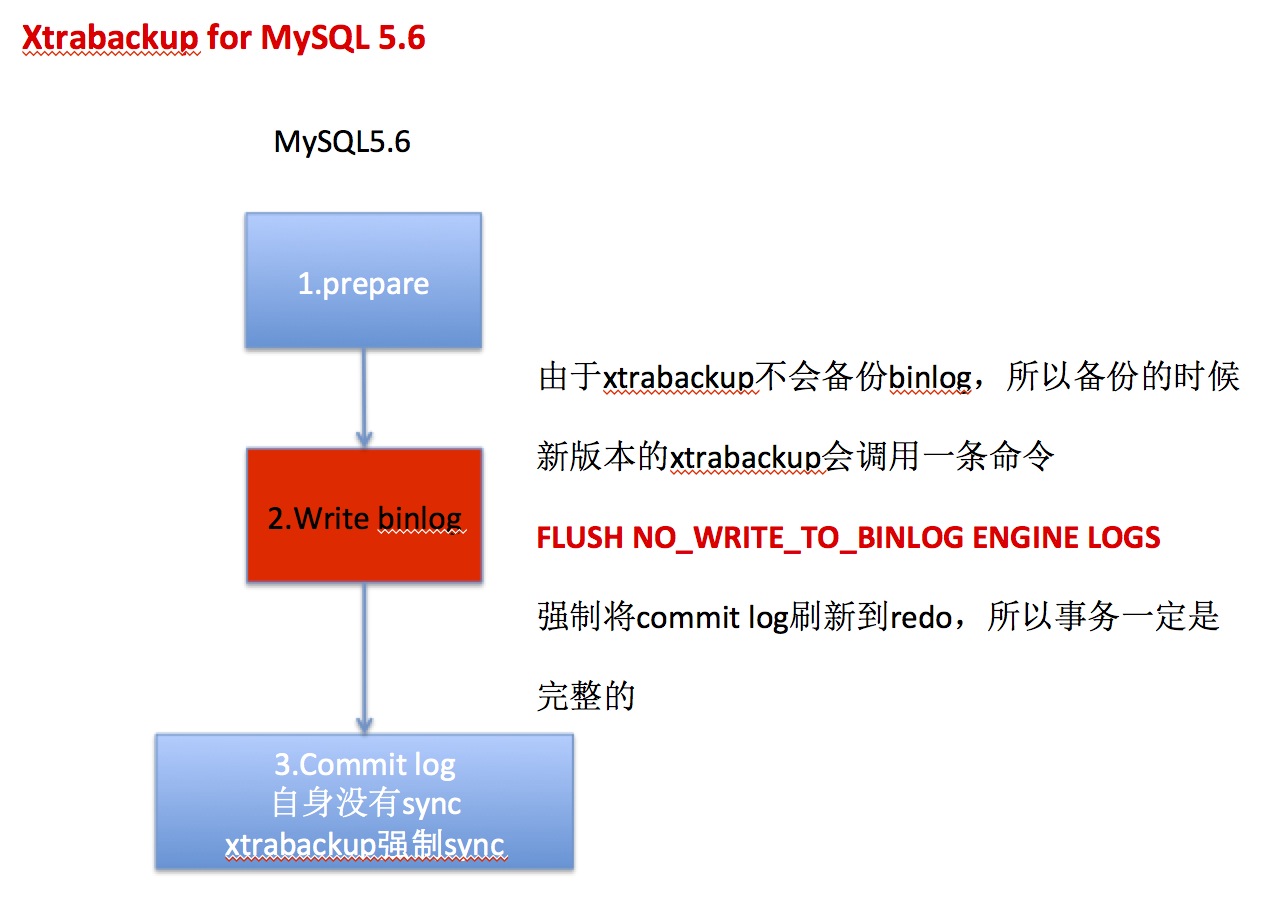 Xtrabackup for MySQL 5.6
MySQL5.6
1.prepare
由于xtrabackup不会备份binlog，所以备份的时候
新版本的xtrabackup会调用一条命令
2.Write binlog
FLUSH NO_WRITE_TO_BINLOG ENGINE LOGS
强制将commit log刷新到redo，所以事务一定是
完整的
3.Commit log
自身没有sync
xtrabackup强制sync